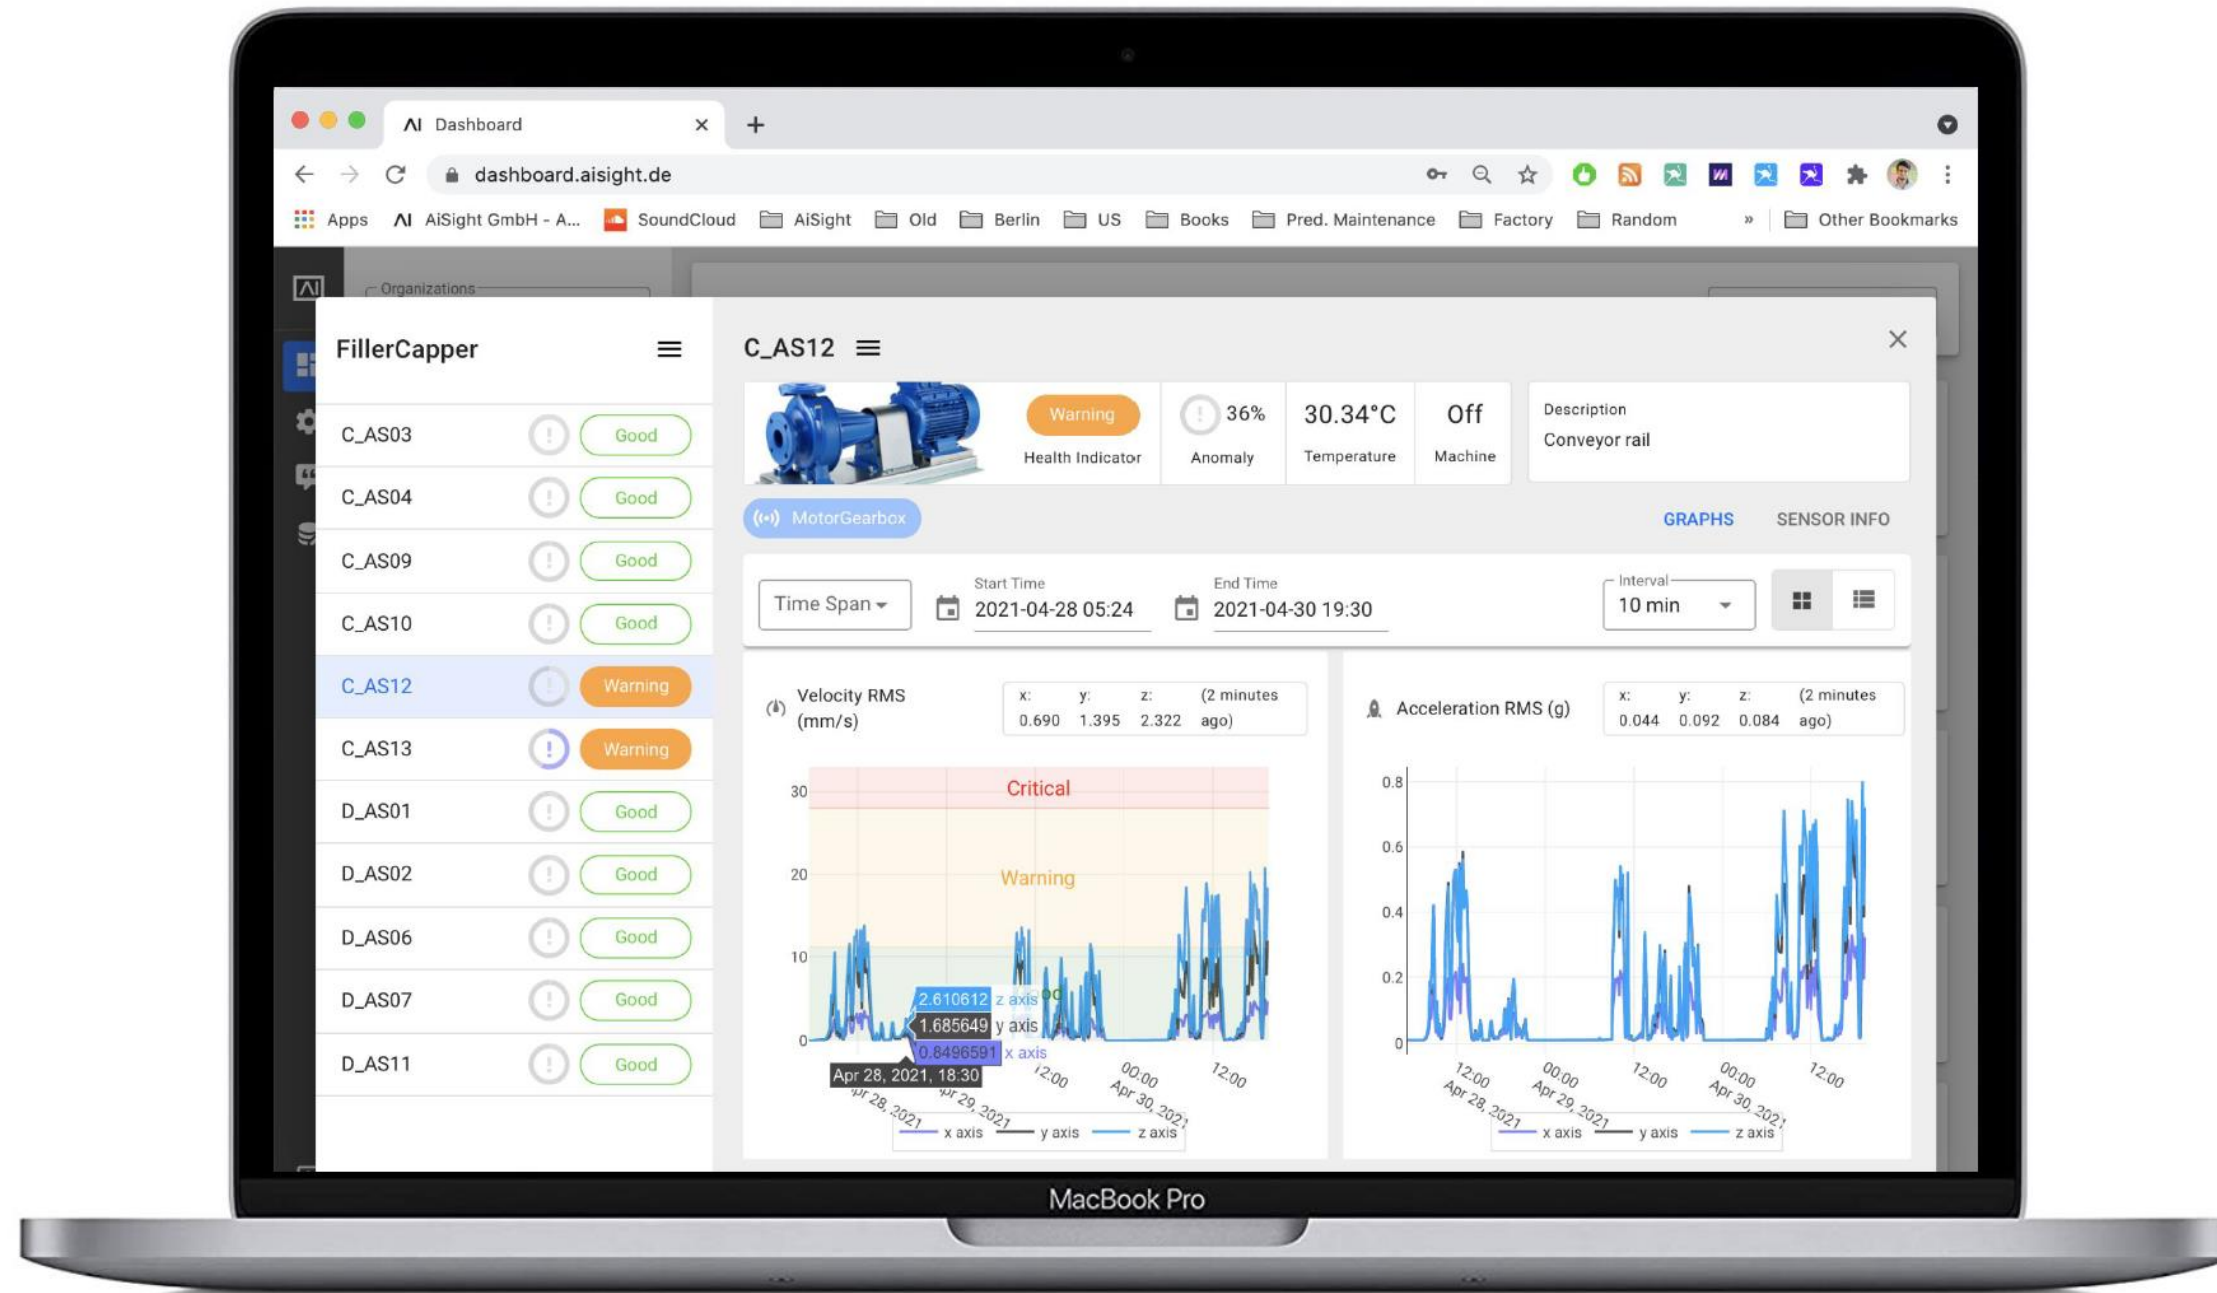 Dashboard
dashboard.aisight.de
Apps AiSight GmbH - A... SoundCloud AiSight Old Berlin US Books Pred. Maintenance Factory Random » Other Bookmarks
Organizations
FillerCapper
C_AS03 Good
C_AS04 Good
C_AS09 Good
C_AS10 Good
C_AS12 Warning
C_AS13 Warning
D_AS01 Good
D_AS02 Good
D_AS06 Good
D_AS07 Good
D_AS11 Good
C_AS12
Warning
Health Indicator
36%
Anomaly
30.34°C
Temperature
Off
Machine
Description
Conveyor rail
MotorGearbox
GRAPHS SENSOR INFO
Time Span
Start Time
2021-04-28 05:24
End Time
2021-04-30 19:30
Interval
10 min
Velocity RMS
(mm/s)
x: y: z: (2 minutes
0.690 1.395 2.322 ago)
30
20
10
0
Critical
Warning
2.610612 z axis
1.685649 y axis
0.8496591 x axis
Apr 28, 2021, 18:30
12:00
00:00
Apr 30, 2021
12:00
x axis y axis z axis
Acceleration RMS (g)
x: y: z: (2 minutes
0.044 0.092 0.084 ago)
0.8
0.6
0.4
0.2
0
12:00
Apr 28, 2021
00:00
Apr 29, 2021
12:00
00:00
Apr 30, 2021
12:00
x axis y axis z axis
MacBook Pro